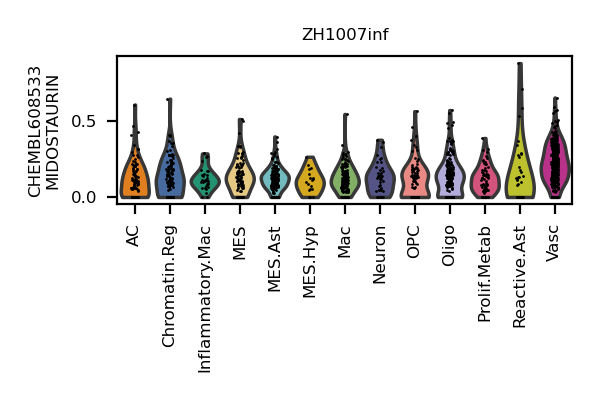 ZH1007inf
CHEMBL608533
MIDOSTAURIN
0.5
0.0
AC
Chromatin.Reg
Inflammatory.Mac
MES
MES.Ast
MES.Hyp
Mac
Neuron
OPC
Oligo
Prolif.Metab
Reactive.Ast
Vasc